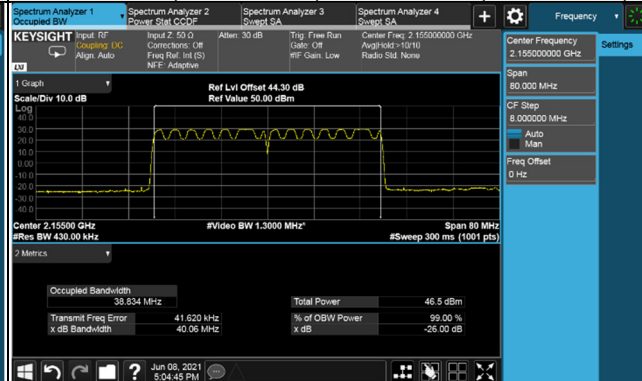 Spectrum Analyzer 1
Occupied BW
Spectrum Analyzer 2
Power Stat CCDF
Spectrum Analyzer 3
Swept SA
Spectrum Analyzer 4
Swept SA
Frequency
KEYSIGHT
Input: RF
Coupling: DC
Align: Auto
Input Z: 50 Ω
Corrections: Off
Freq Ref: Int (S)
NFE: Adaptive
Atten: 30 dB
Trig: Free Run
Gate: Off
#IF Gain: Low
Center Freq: 2.155000000 GHz
Avg|Hold:>10/10
Radio Std: None
LXI
Center Frequency
2.155000000 GHz
Settings
Span
80.000 MHz
CF Step
8.000000 MHz
Auto
Man
Freq Offset
0 Hz
1 Graph
Scale/Div 10.0 dB
Ref Lvl Offset 44.30 dB
Ref Value 50.00 dBm
Log
40.0
30.0
20.0
10.0
0.00
-10.0
-20.0
-30.0
-40.0
Center 2.15500 GHz
#Res BW 430.00 kHz
#Video BW 1.3000 MHz*
Span 80 MHz
#Sweep 300 ms (1001 pts)
2 Metrics
Occupied Bandwidth
38.834 MHz
Total Power 46.5 dBm
Transmit Freq Error 41.620 kHz
% of OBW Power 99.00 %
x dB Bandwidth 40.06 MHz
x dB -26.00 dB
Jun 08, 2021
5:04:45 PM